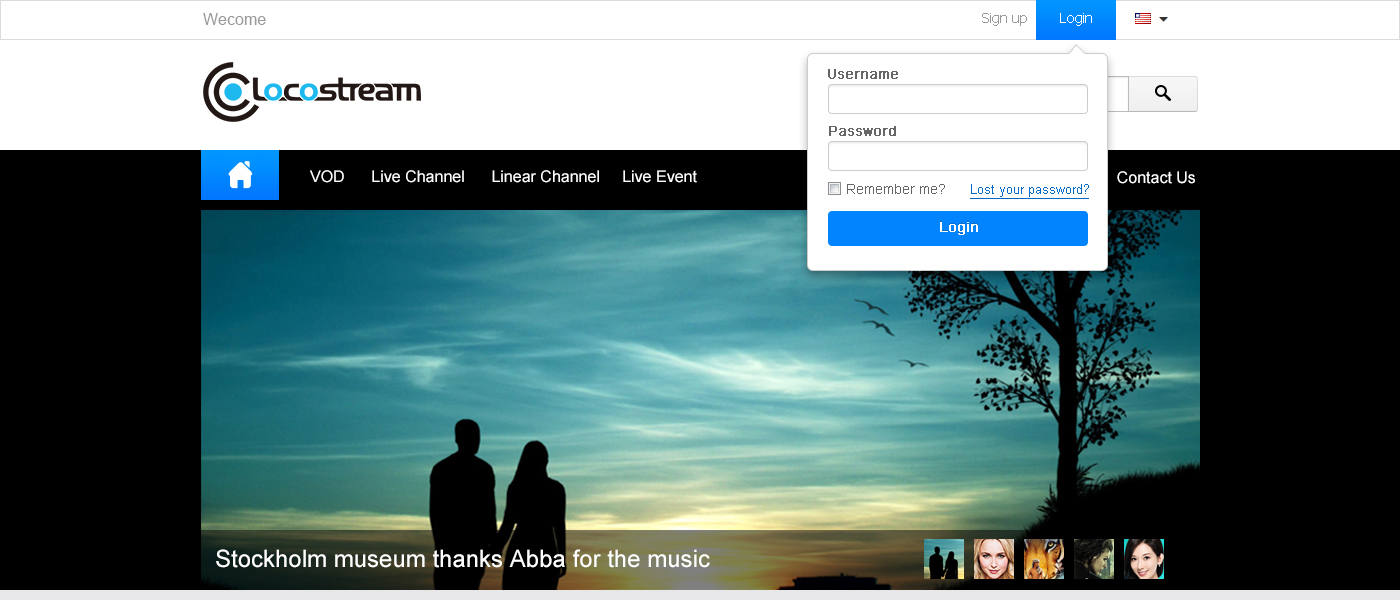 Wecome
Sign up
Login
Locostream
Username
Password
Remember me?
Lost your password?
Login
VOD
Live Channel
Linear Channel
Live Event
Contact Us
Stockholm museum thanks Abba for the music